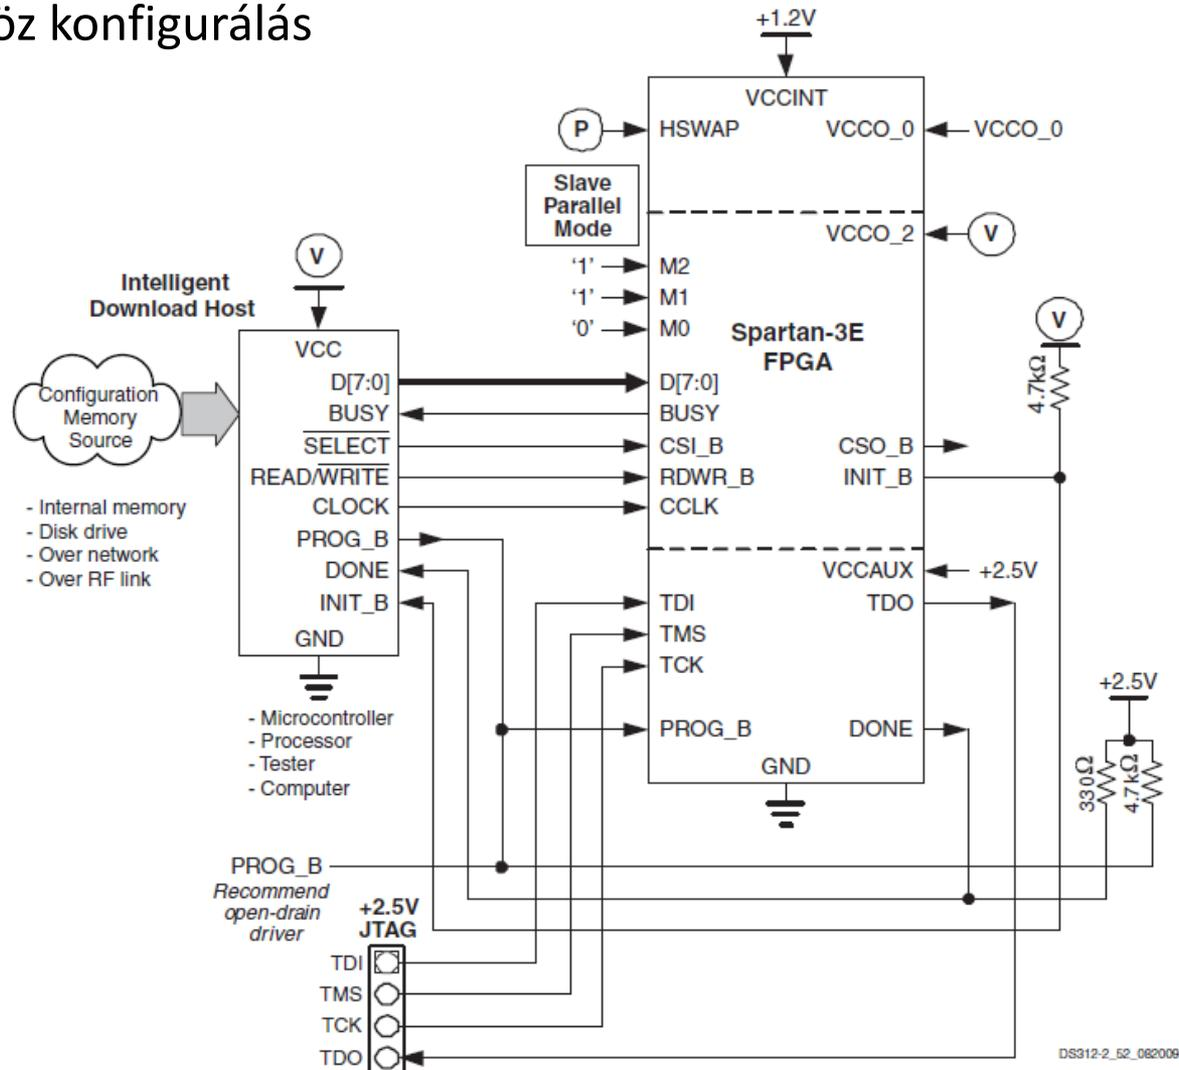 öz konfigurálás
+1.2V
VCCINT
P
HSWAP
VCCO_0
VCCO_0
Slave
Parallel
Mode
VCCO_2
V
V
Intelligent
Download Host
'1'
M2
'1'
M1
'0'
M0
Spartan-3E
FPGA
V
4.7kΩ
VCC
Configuration
Memory
Source
D[7:0]
D[7:0]
BUSY
BUSY
SELECT
CSI_B
CSO_B
READ/WRITE
RDWR_B
INIT_B
CLOCK
CCLK
- Internal memory
- Disk drive
- Over network
- Over RF link
PROG_B
DONE
INIT_B
GND
VCCAUX
+2.5V
TDI
TDO
TMS
TCK
- Microcontroller
- Processor
- Tester
- Computer
PROG_B
DONE
GND
+2.5V
330Ω
4.7kΩ
PROG_B
Recommend
open-drain
driver
+2.5V
JTAG
TDI
TMS
TCK
TDO
DS312-2_52_082009